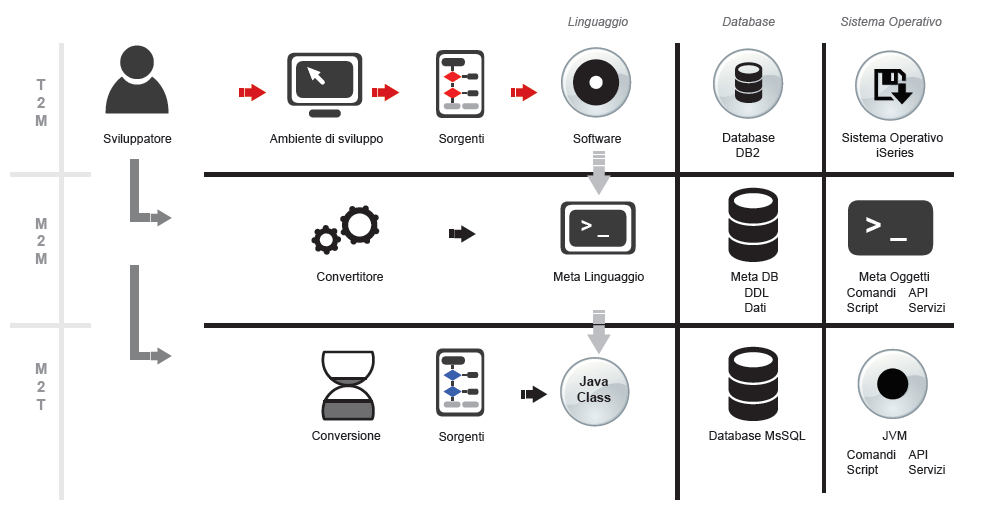 Linguaggio
Database
Sistema Operativo
T
2
M
Sviluppatore
Ambiente di sviluppo
Sorgenti
Software
Database
DB2
Sistema Operativo
iSeries
M
2
M
Convertitore
>_
Meta Linguaggio
Meta DB
DDL
Dati
>_
Meta Oggetti
Comandi API
Script Servizi
M
2
T
Conversione
Sorgenti
Java
Class
Database MsSQL
JVM
Comandi API
Script Servizi